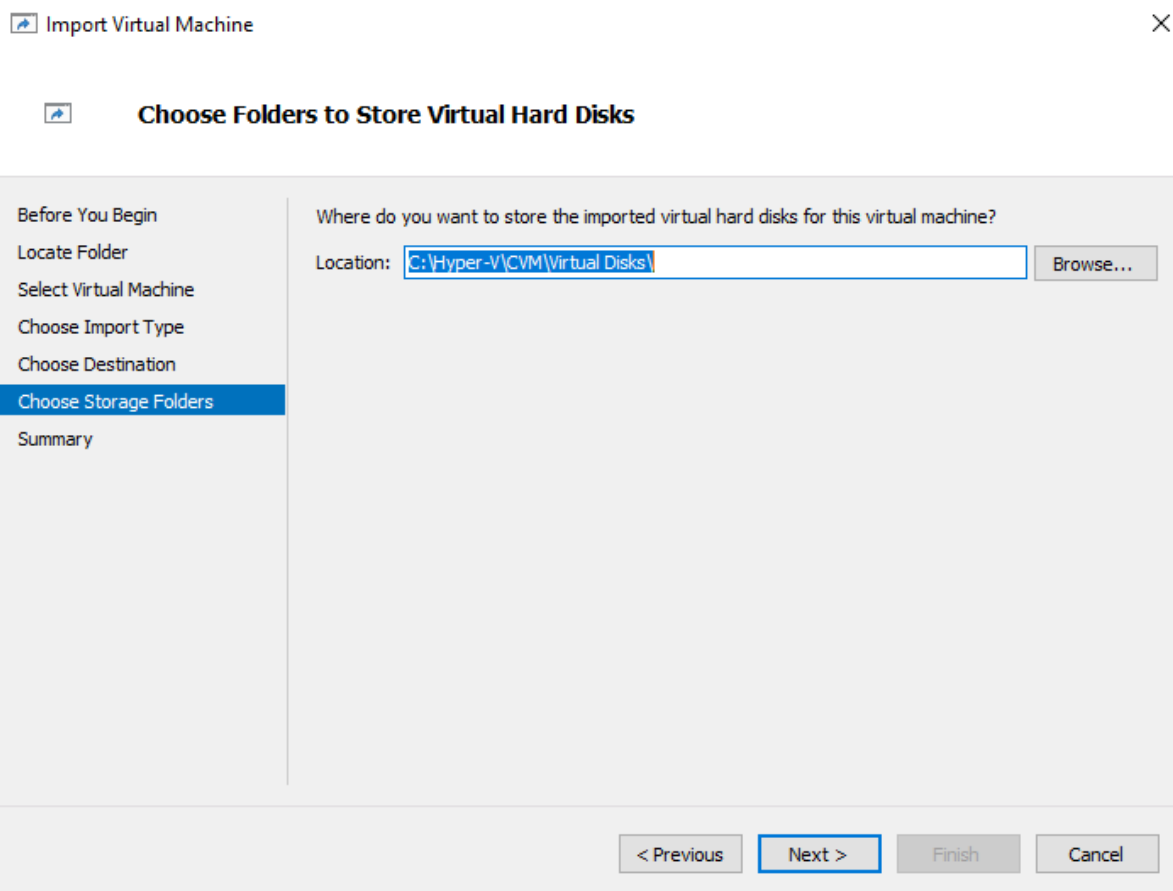 Import Virtual Machine
Choose Folders to Store Virtual Hard Disks
Before You Begin
Locate Folder
Select Virtual Machine
Choose Import Type
Choose Destination
Choose Storage Folders
Summary
Where do you want to store the imported virtual hard disks for this virtual machine?
Location: C:\Hyper-V\CVM\Virtual Disks\ Browse...
< Previous Next > Finish Cancel